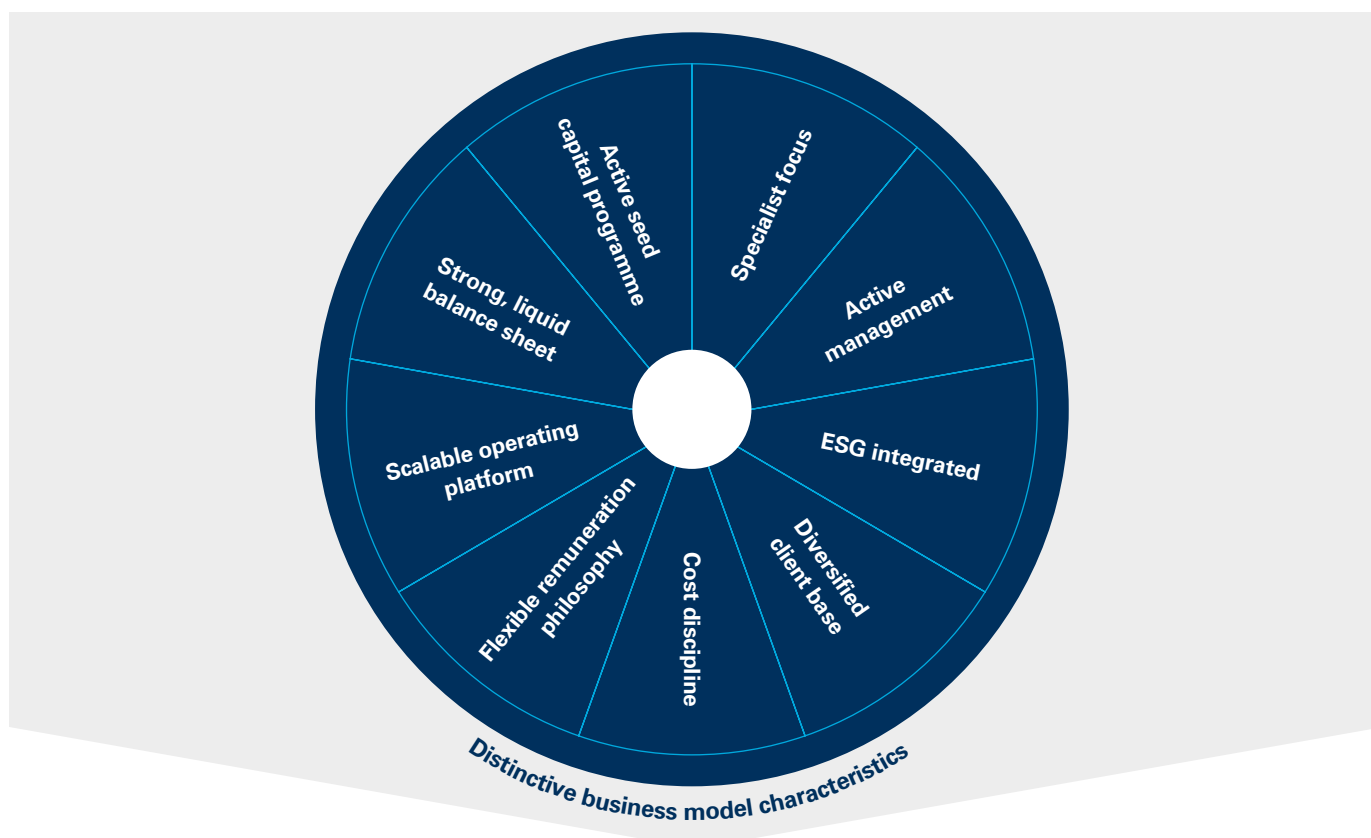 Specialist focus
Active
management
ESG integrated
Diversified
client base
Cost discipline
Flexible remuneration
philosophy
Scalable operating
platform
Strong, liquid
balance sheet
Active seed
capital programme
Distinctive business model characteristics